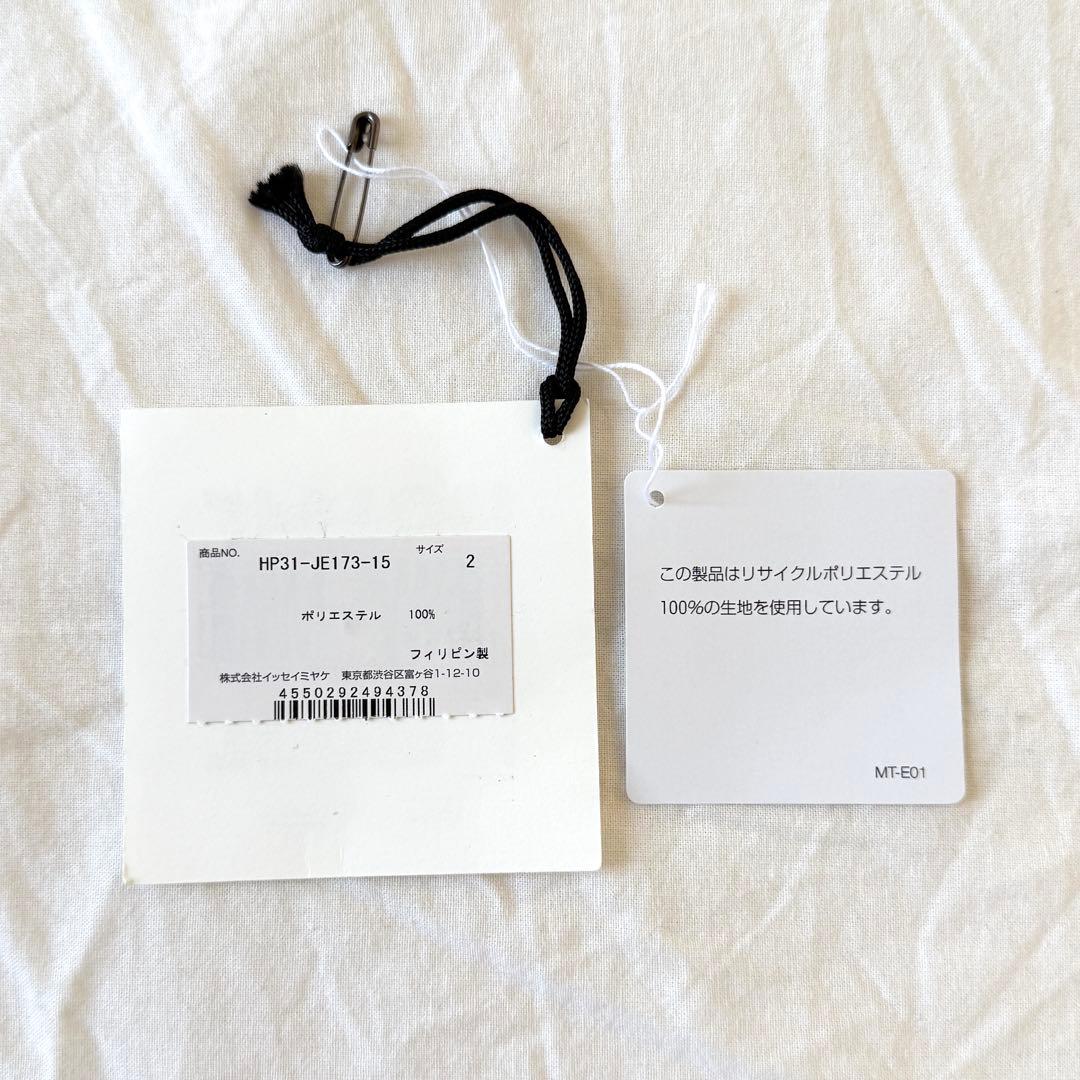 商品NO. HP31-JE173-15 サイズ 2
ポリエステル 100%
フィリピン製
株式会社イッセイミヤケ 東京都渋谷区富ヶ谷1-12-10
4550292494378
この製品はリサイクルポリエステル
100%の生地を使用しています。
MT-E01